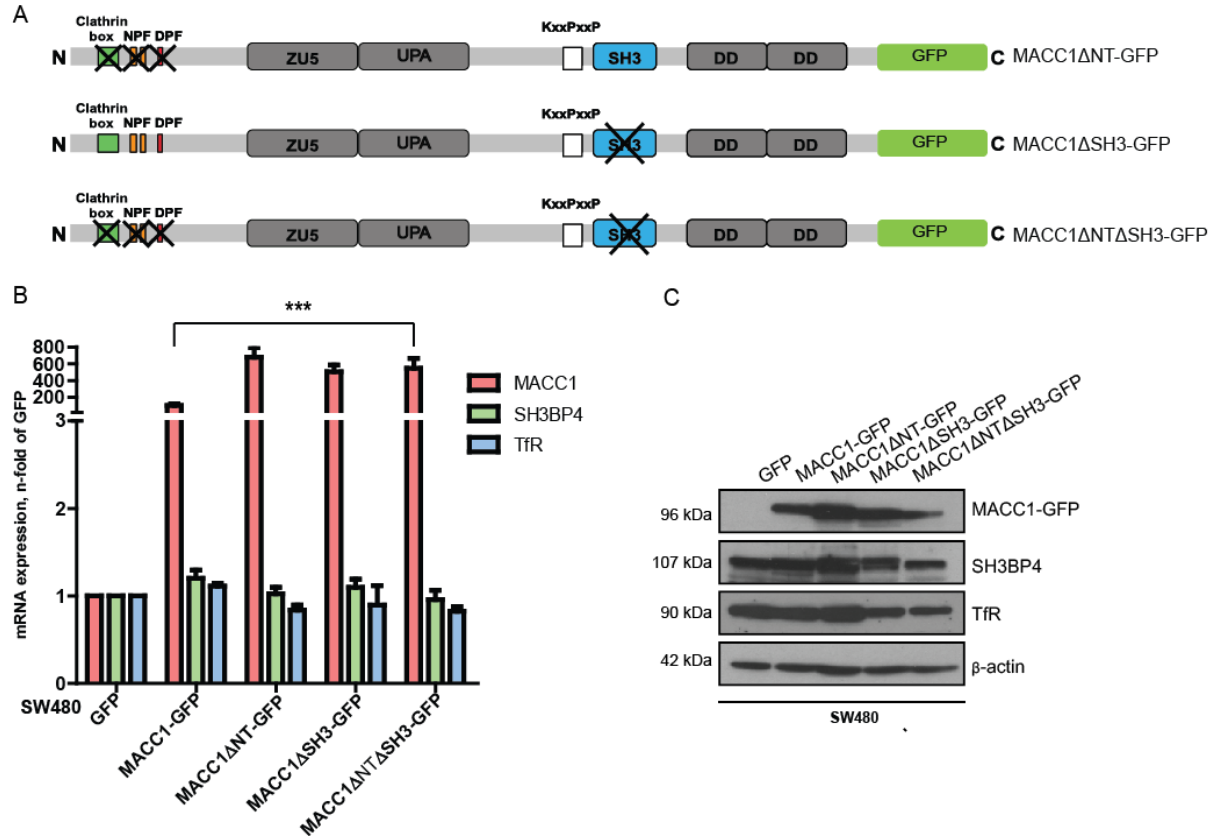 A
Clathrin
box NPF DPF KxxPxxP
N ZU5 UPA SH3 DD DD GFP C MACC1ΔNT-GFP
Clathrin
box NPF DPF KxxPxxP
N ZU5 UPA SH3 DD DD GFP C MACC1ΔSH3-GFP
Clathrin
box NPF DPF KxxPxxP
N ZU5 UPA SH3 DD DD GFP C MACC1ΔNTΔSH3-GFP
B
***
mRNA expression, n-fold of GFP
800
600
400
200
3
2
1
0
MACC1
SH3BP4
TfR
SW480
GFP
MACC1-GFP
MACC1ΔNT-GFP
MACC1ΔSH3-GFP
MACC1ΔNTΔSH3-GFP
C
GFP
MACC1-GFP
MACC1ΔNT-GFP
MACC1ΔSH3-GFP
MACC1ΔNTΔSH3-GFP
96 kDa MACC1-GFP
107 kDa SH3BP4
90 kDa TfR
42 kDa β-actin
SW480